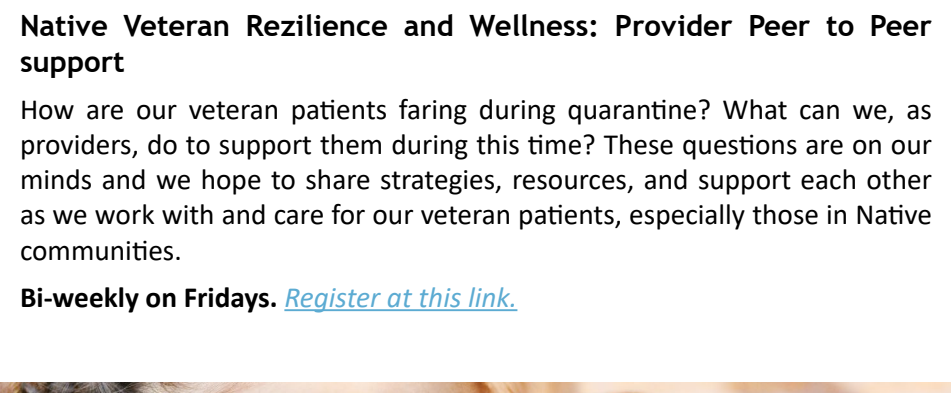 Native Veteran Rezilience and Wellness: Provider Peer to Peer
support
How are our veteran patients faring during quarantine? What can we, as
providers, do to support them during this time? These questions are on our
minds and we hope to share strategies, resources, and support each other
as we work with and care for our veteran patients, especially those in Native
communities.
Bi-weekly on Fridays. Register at this link.